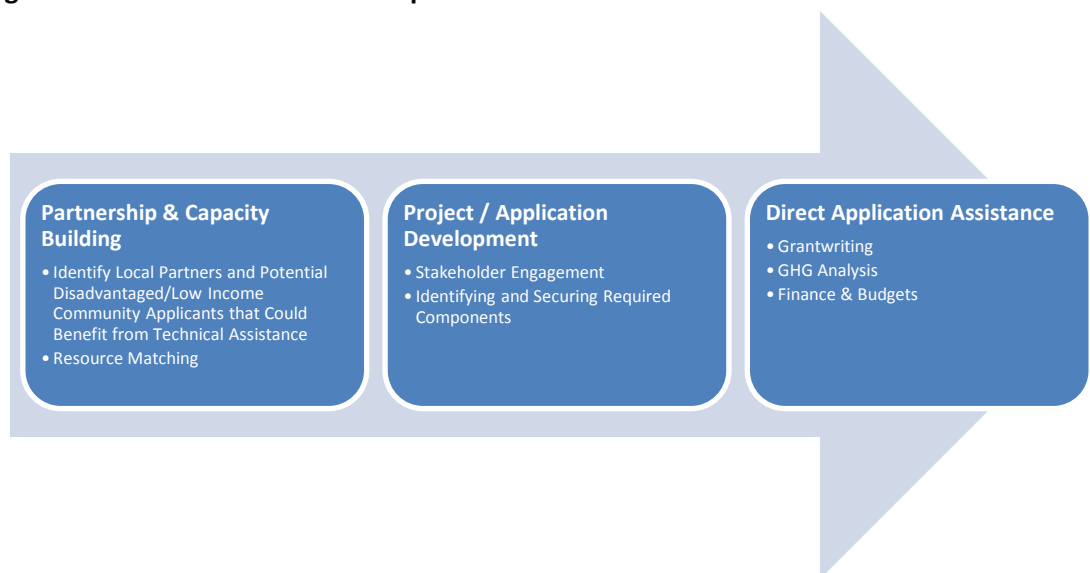 Partnership & Capacity
Building
• Identify Local Partners and Potential
Disadvantaged/Low Income
Community Applicants that Could
Benefit from Technical Assistance
• Resource Matching
Project / Application
Development
• Stakeholder Engagement
• Identifying and Securing Required
Components
Direct Application Assistance
• Grantwriting
• GHG Analysis
• Finance & Budgets